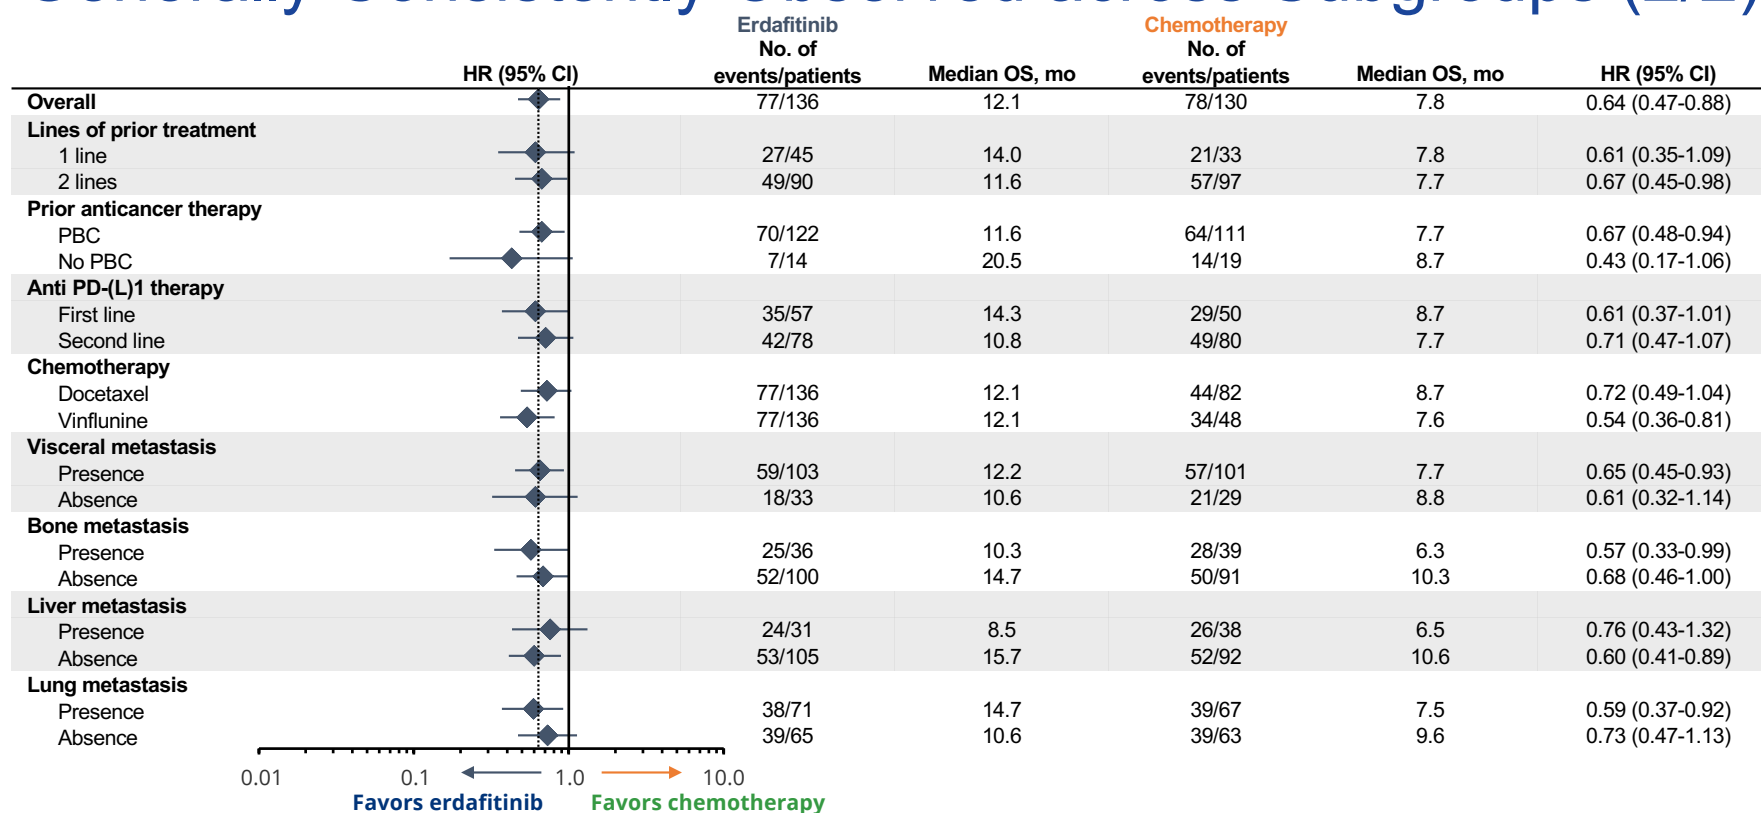 Generally Consistently Observed across Subgroups (2/2)
Erdafitinib Chemotherapy
No. of No. of
HR (95% CI) events/patients Median OS, mo events/patients Median OS, mo HR (95% CI)
Overall 77/136 12.1 78/130 7.8 0.64 (0.47-0.88)
Lines of prior treatment
1 line 27/45 14.0 21/33 7.8 0.61 (0.35-1.09)
2 lines 49/90 11.6 57/97 7.7 0.67 (0.45-0.98)
Prior anticancer therapy
PBC 70/122 11.6 64/111 7.7 0.67 (0.48-0.94)
No PBC 7/14 20.5 14/19 8.7 0.43 (0.17-1.06)
Anti PD-(L)1 therapy
First line 35/57 14.3 29/50 8.7 0.61 (0.37-1.01)
Second line 42/78 10.8 49/80 7.7 0.71 (0.47-1.07)
Chemotherapy
Docetaxel 77/136 12.1 44/82 8.7 0.72 (0.49-1.04)
Vinflunine 77/136 12.1 34/48 7.6 0.54 (0.36-0.81)
Visceral metastasis
Presence 59/103 12.2 57/101 7.7 0.65 (0.45-0.93)
Absence 18/33 10.6 21/29 8.8 0.61 (0.32-1.14)
Bone metastasis
Presence 25/36 10.3 28/39 6.3 0.57 (0.33-0.99)
Absence 52/100 14.7 50/91 10.3 0.68 (0.46-1.00)
Liver metastasis
Presence 24/31 8.5 26/38 6.5 0.76 (0.43-1.32)
Absence 53/105 15.7 52/92 10.6 0.60 (0.41-0.89)
Lung metastasis
Presence 38/71 14.7 39/67 7.5 0.59 (0.37-0.92)
Absence 39/65 10.6 39/63 9.6 0.73 (0.47-1.13)
0.01 0.1 1.0 10.0
Favors erdafitinib Favors chemotherapy